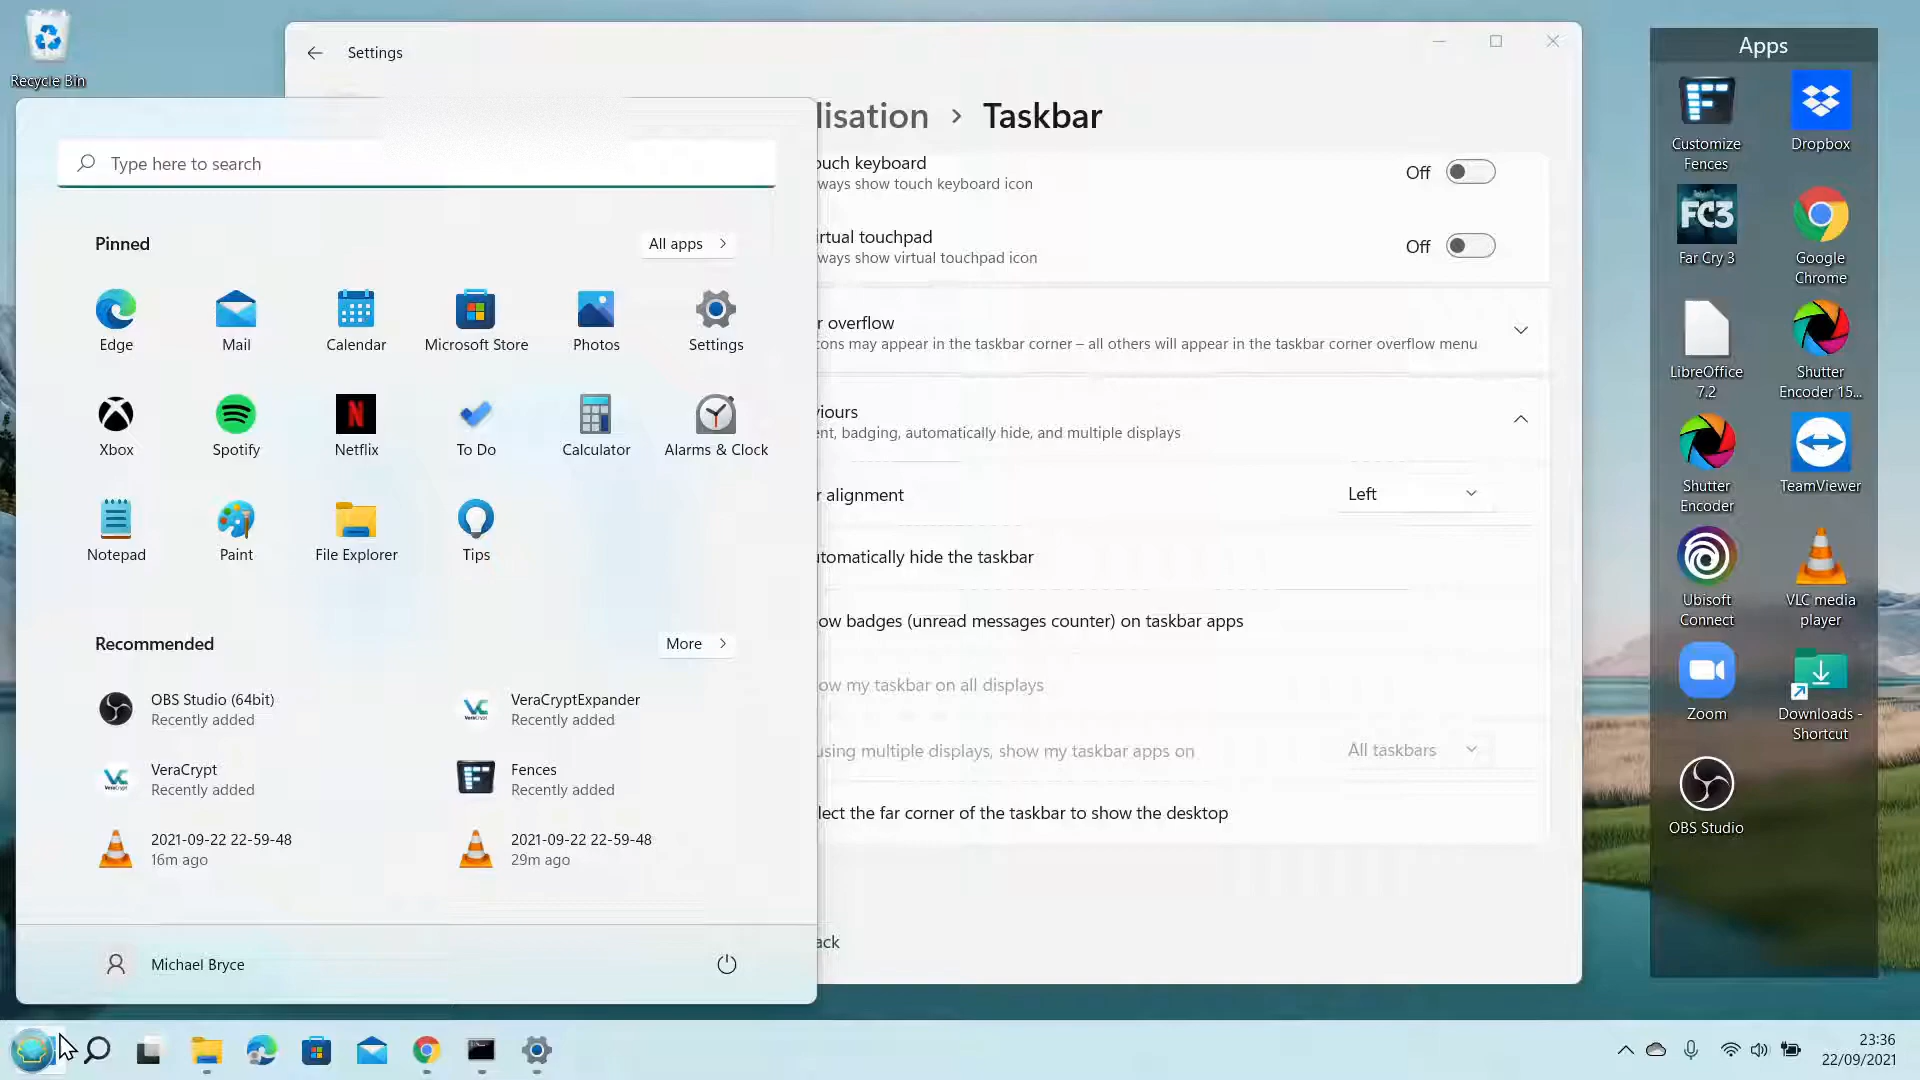 Recycle Bin
Settings
lisation > Taskbar
Type here to search
Pinned
All apps
Edge
Mail
Calendar
Microsoft Store
Photos
Settings
Xbox
Spotify
Netflix
To Do
Calculator
Alarms & Clock
Notepad
Paint
File Explorer
Tips
Recommended
More
OBS Studio (64bit)
Recently added
VeraCryptExpander
Recently added
VeraCrypt
Recently added
Fences
Recently added
2021-09-22 22-59-48
16m ago
2021-09-22 22-59-48
29m ago
Michael Bryce
ouch keyboard
ways show touch keyboard icon
Off
irtual touchpad
ways show virtual touchpad icon
Off
r overflow
cons may appear in the taskbar corner – all others will appear in the taskbar corner overflow menu
viours
ent, badging, automatically hide, and multiple displays
r alignment
Left
utomatically hide the taskbar
ow badges (unread messages counter) on taskbar apps
ow my taskbar on all displays
using multiple displays, show my taskbar apps on
All taskbars
lect the far corner of the taskbar to show the desktop
ack
Apps
Customize
Fences
Dropbox
FC3
Far Cry 3
Google
Chrome
LibreOffice
7.2
Shutter
Encoder 15...
Shutter
Encoder
TeamViewer
Ubisoft
Connect
VLC media
player
Zoom
Downloads -
Shortcut
OBS Studio
23:36
22/09/2021